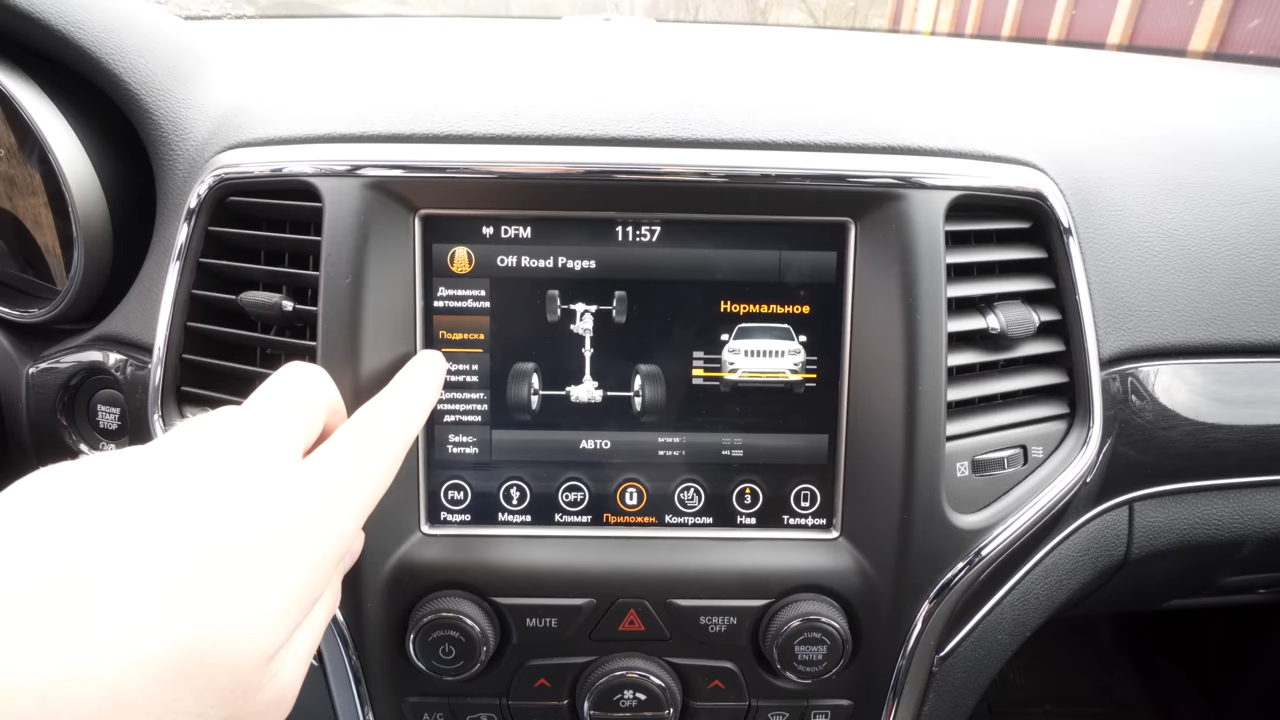 DFM
11:57
Off Road Pages
Динамика
автомобиля
Подвеска
Крен и
тангаж
Дополнит.
измерител
датчики
Selec-
Terrain
Нормальное
АВТО
FM
Радио
Медиа
OFF
Климат
Приложен.
Контроли
3
Нав
Телефон
ENGINE
START
STOP
VOLUME
MUTE
SCREEN
OFF
TUNE
BROWSE
ENTER
SCROLL
OFF
A/C